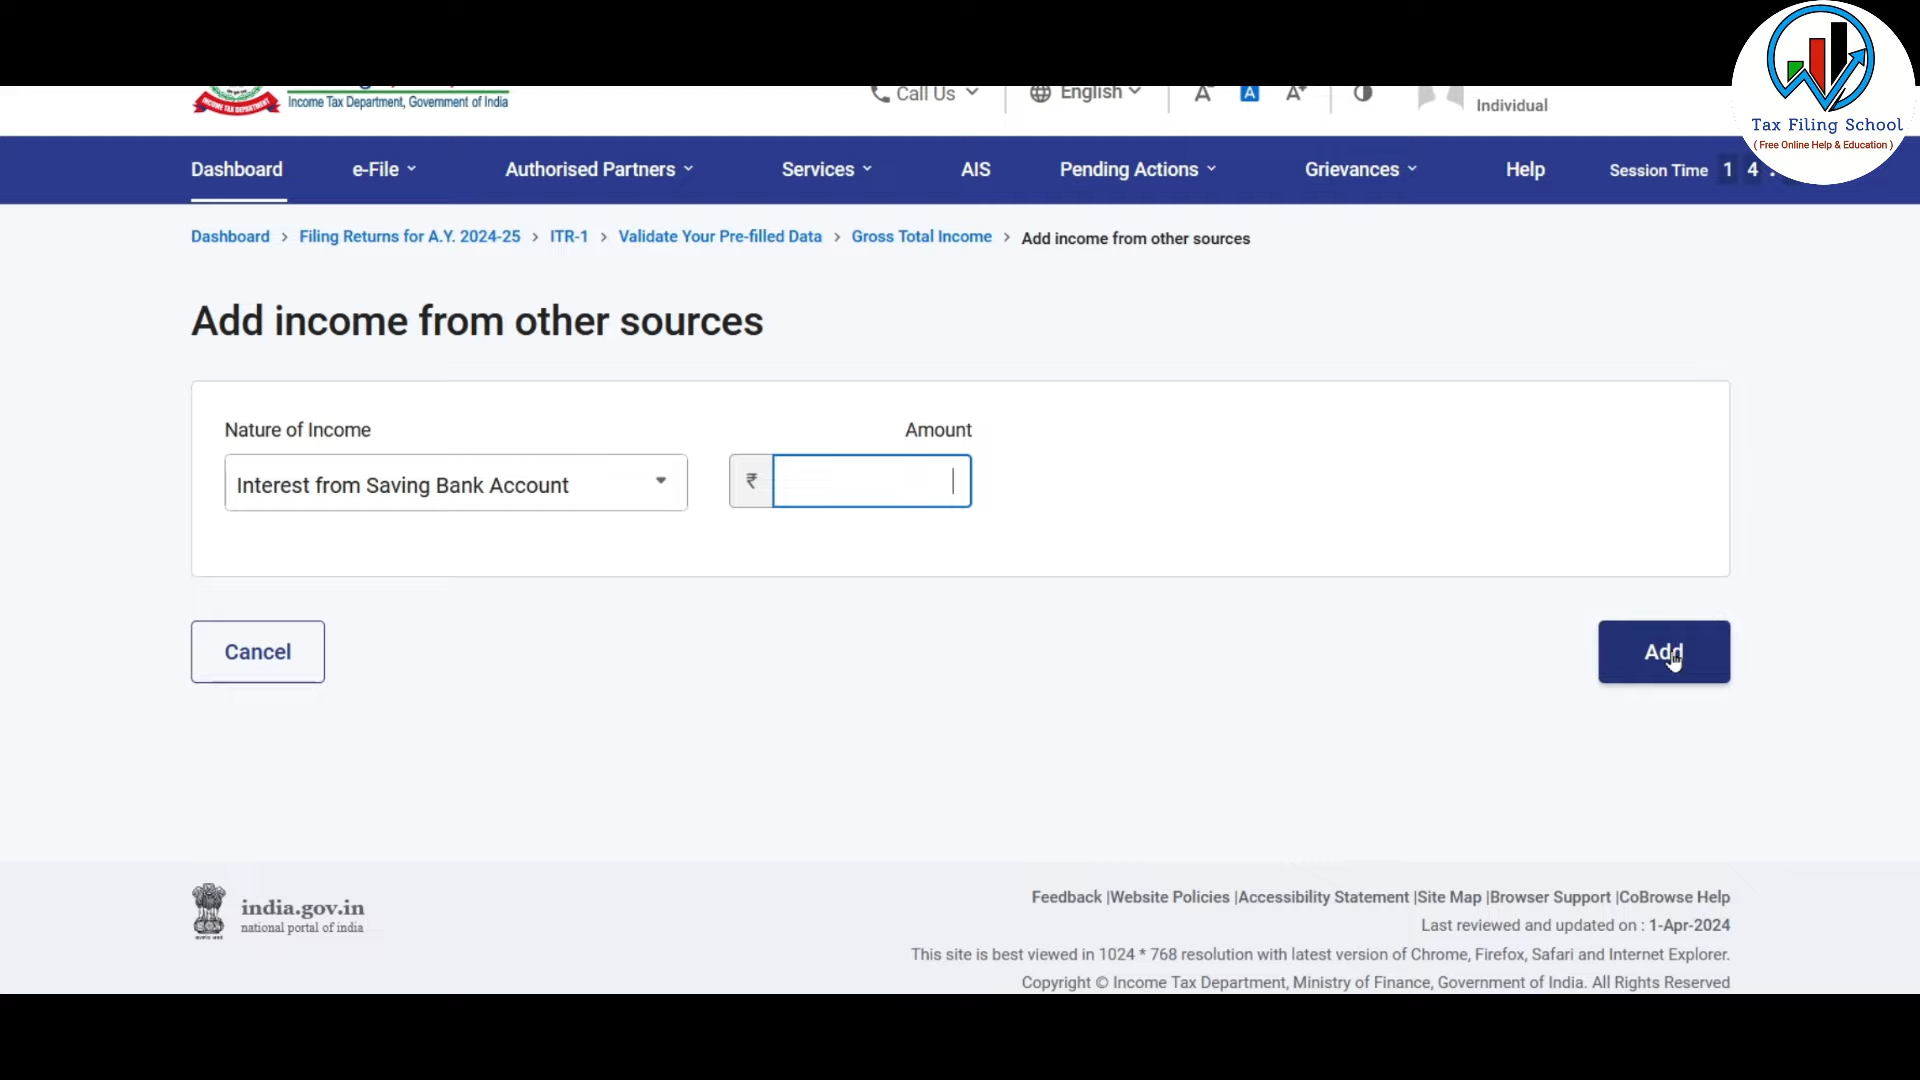 Income Tax Department, Government of India
Call Us
English
A
A
A+
Individual
Tax Filing School
( Free Online Help & Education )
Dashboard
e-File
Authorised Partners
Services
AIS
Pending Actions
Grievances
Help
Session Time 1 4
Dashboard > Filing Returns for A.Y. 2024-25 > ITR-1 > Validate Your Pre-filled Data > Gross Total Income > Add income from other sources
Add income from other sources
Nature of Income
Amount
Interest from Saving Bank Account
₹
Cancel
Add
india.gov.in
national portal of india
Feedback |Website Policies |Accessibility Statement |Site Map |Browser Support |CoBrowse Help
Last reviewed and updated on : 1-Apr-2024
This site is best viewed in 1024 * 768 resolution with latest version of Chrome, Firefox, Safari and Internet Explorer.
Copyright © Income Tax Department, Ministry of Finance, Government of India. All Rights Reserved